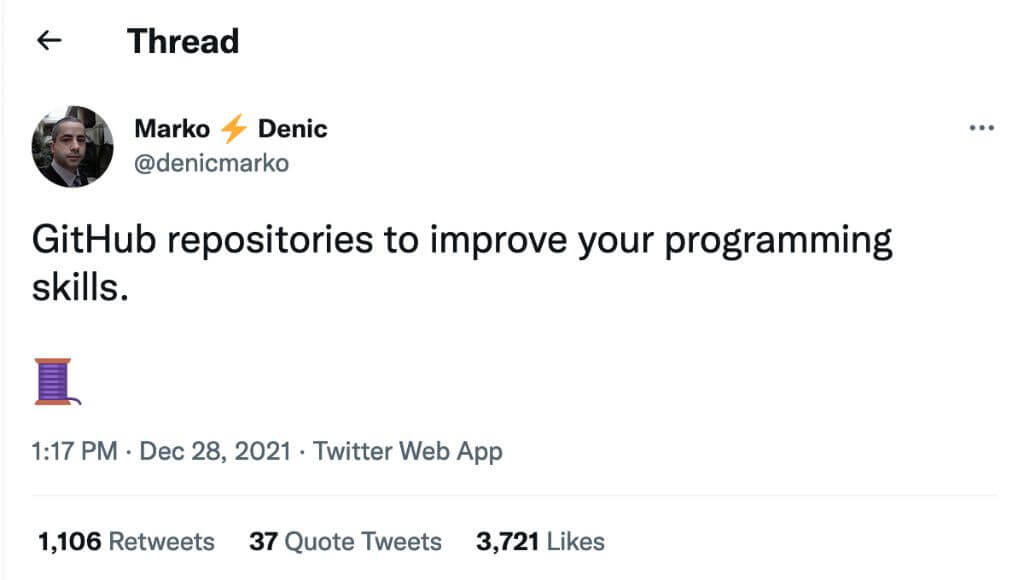 Thread
Marko ⚡ Denic
@denicmarko
GitHub repositories to improve your programming
skills.
🧵
1:17 PM · Dec 28, 2021 · Twitter Web App
1,106 Retweets 37 Quote Tweets 3,721 Likes